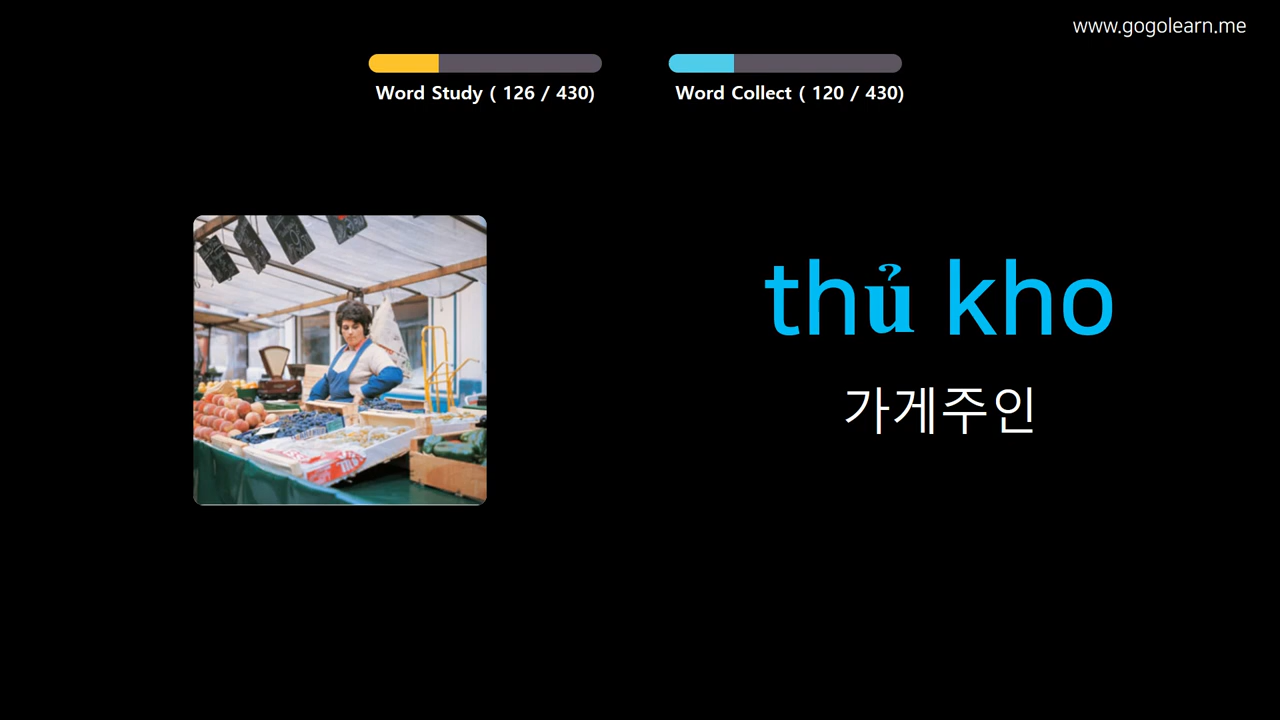 www.gogolearn.me
Word Study ( 126 / 430)
Word Collect ( 120 / 430)
thủ kho
가게주인